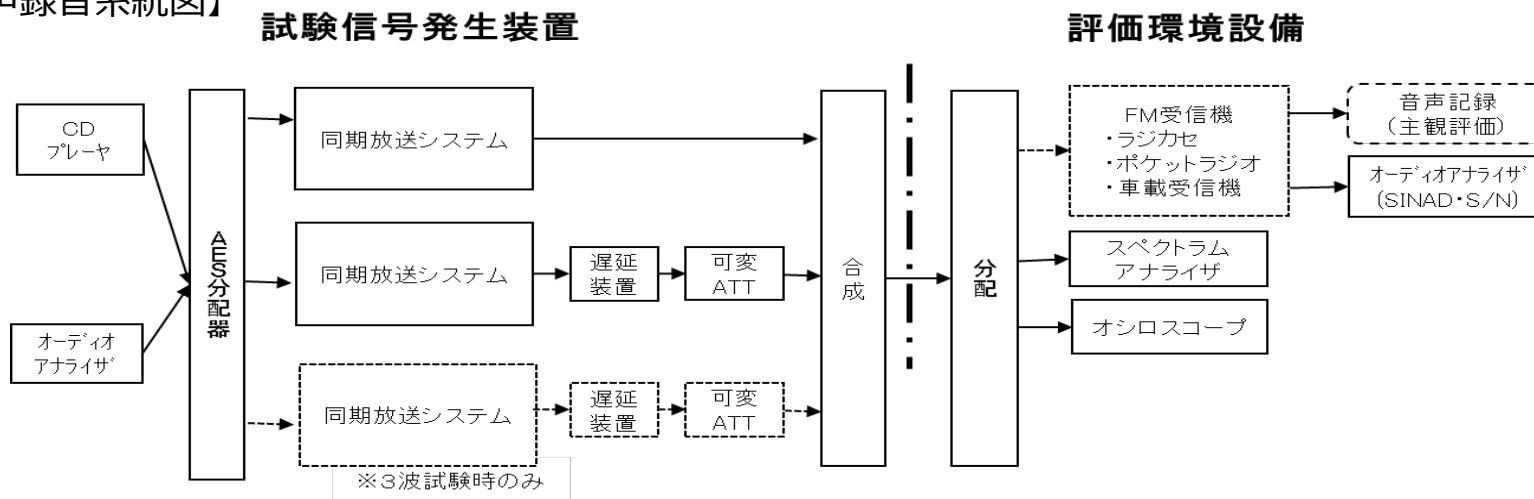 録音系統図】
試験信号発生装置
評価環境設備
CD
プレーヤ
オーディオ
アナライザ
AES分配器
同期放送システム
同期放送システム
遅延
装置
可変
ATT
同期放送システム
遅延
装置
可変
ATT
※3波試験時のみ
合成
分配
FM受信機
・ラジカセ
・ポケットラジオ
・車載受信機
音声記録
(主観評価)
オーディオアナライザ
(SINAD・S/N)
スペクトラム
アナライザ
オシロスコープ